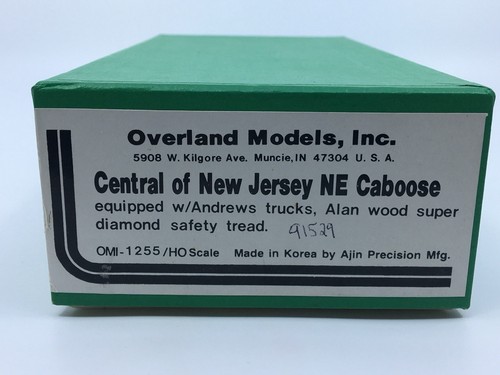 Overland Models, Inc.
5908 W. Kilgore Ave. Muncie, IN 47304 U. S. A.
Central of New Jersey NE Caboose
equipped w/Andrews trucks, Alan wood super
diamond safety tread. 91529
OMI-1255/HO Scale Made in Korea by Ajin Precision Mfg.